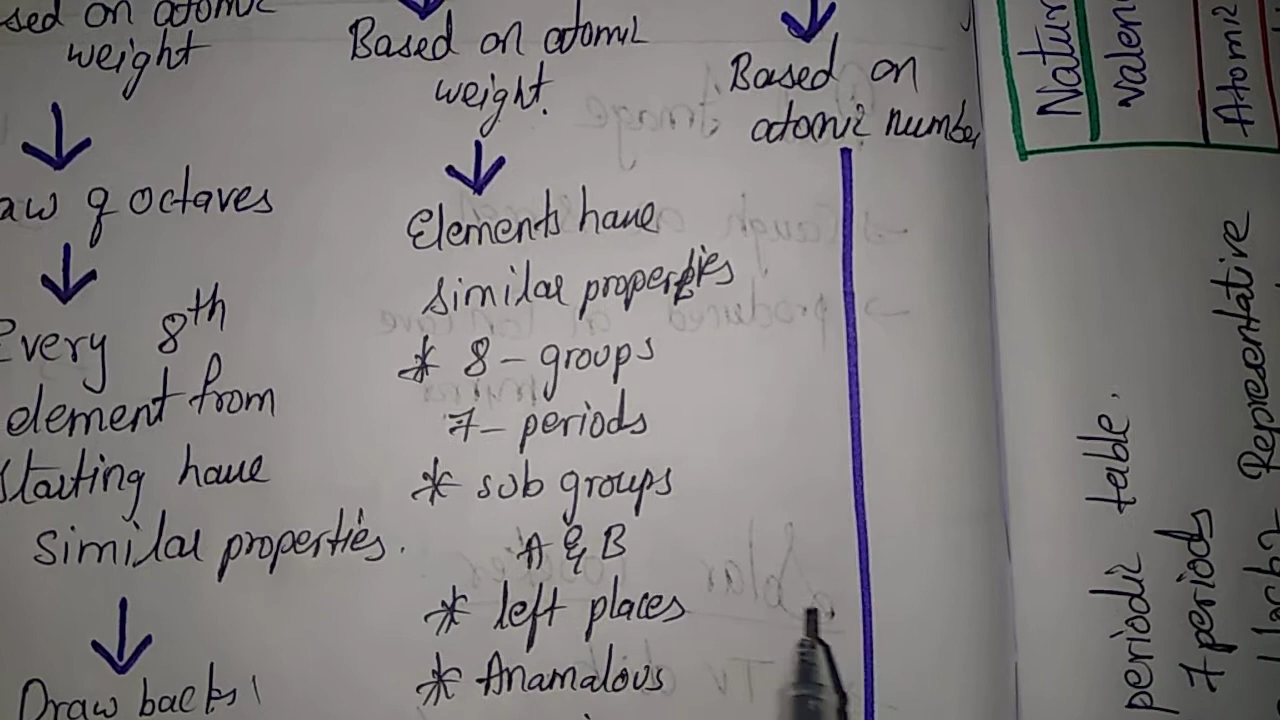 sed on atomic
weight
aw of octaves
Every 8th
element from
starting have
similar properties.
Draw backs
Based on atomic
weight.
Elements have
similar properties
* 8 - groups
7 - periods
* sub groups
A & B
* left places
* Anamalous
Based on
atomic number
Natur
valen
Atomic
periodic table.
7 periods
Representative